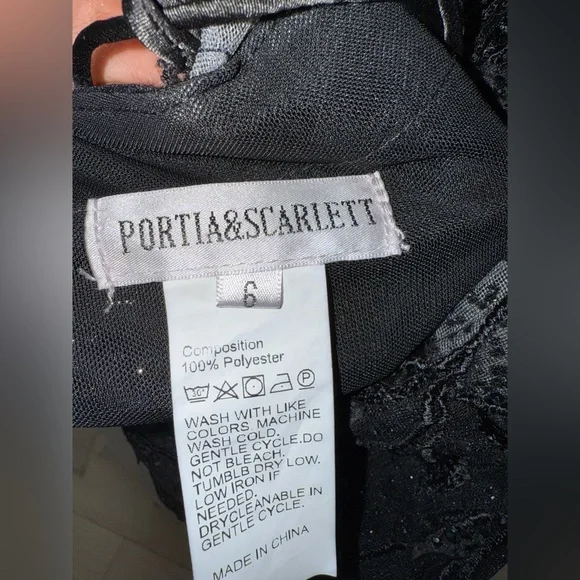 PORTIA&SCARLETT
6
Composition
100% Polyester
30° P
WASH WITH LIKE
COLORS, MACHINE
WASH COLD.
GENTLE CYCLE.DO
NOT BLEACH.
TUMBLB DRY LOW.
LOW IRON IF
NEEDED.
DRYCLEANABLE IN
GENTLE CYCLE.
MADE IN CHINA